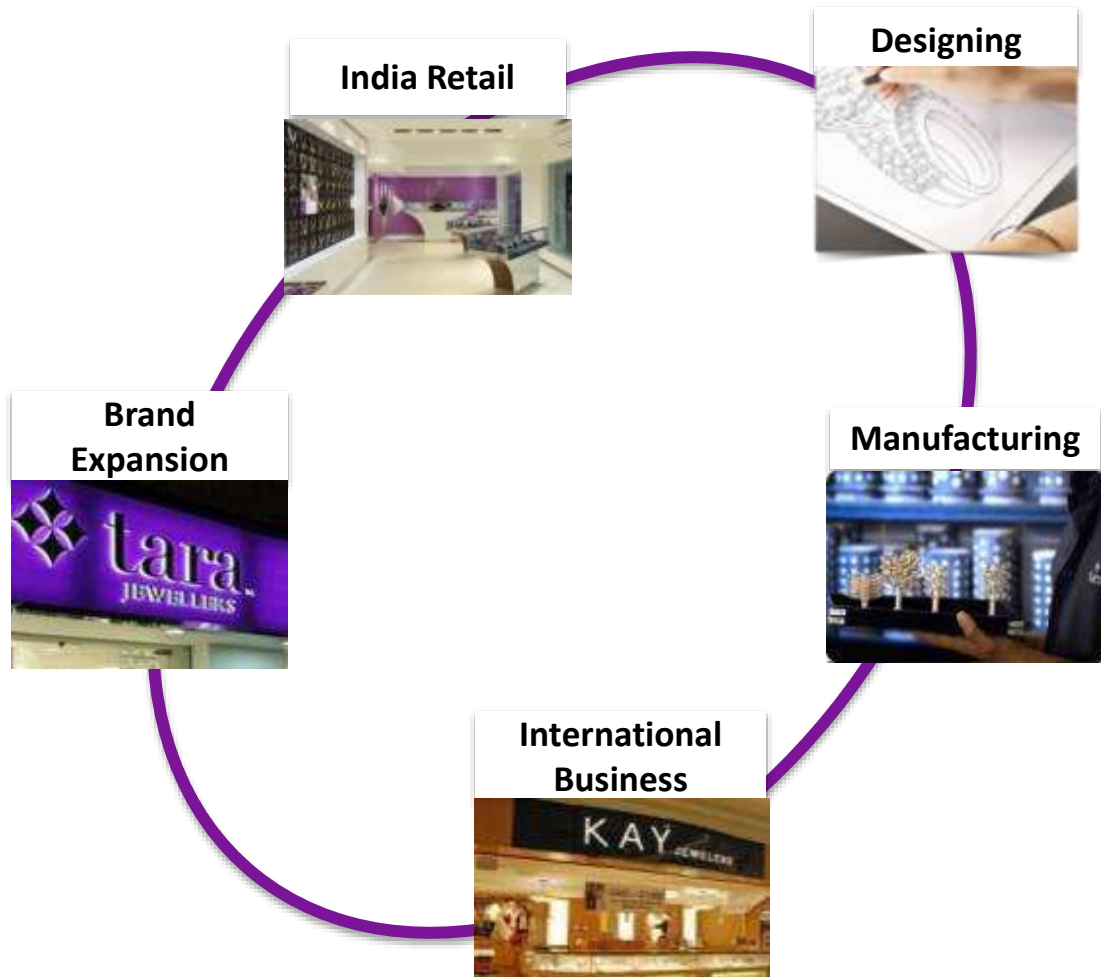 Designing
India Retail
Brand
Expansion
Manufacturing
tara
JEWELLERS
International
Business
KAY JEWELERS